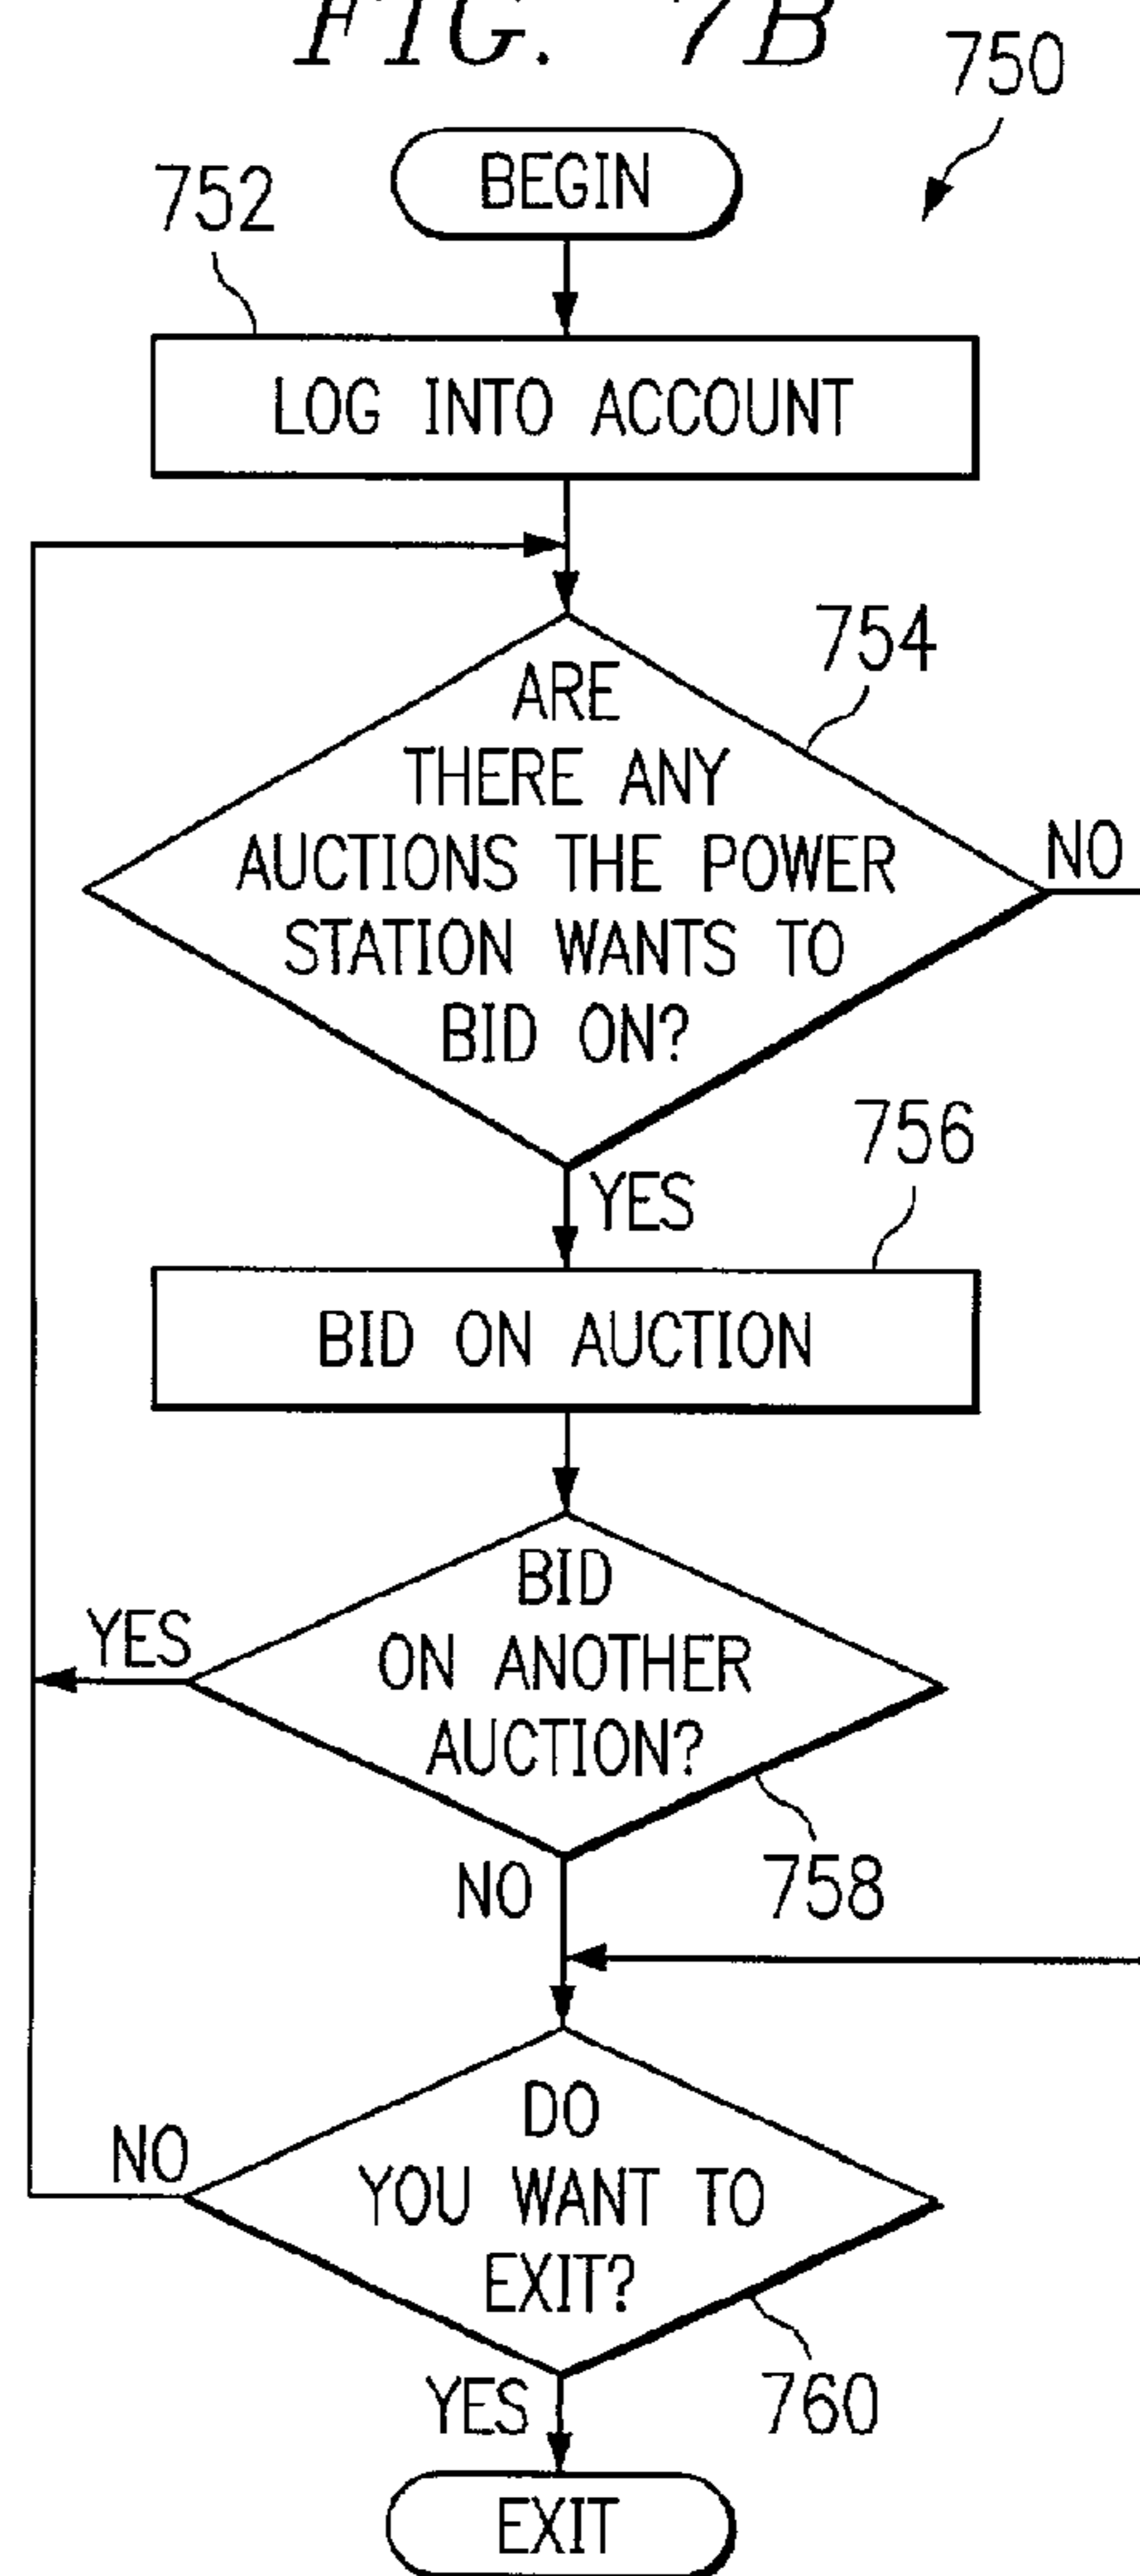 FIG. 7B
750
BEGIN
752
LOG INTO ACCOUNT
754
ARE
THERE ANY
AUCTIONS THE POWER
STATION WANTS TO
BID ON?
NO
YES
756
BID ON AUCTION
BID
ON ANOTHER
AUCTION?
YES
NO
758
DO
YOU WANT TO
EXIT?
NO
YES
760
EXIT